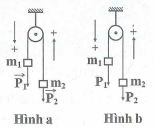 +
+
m₁
P₁
m₂
P₂
Hình a
+
+
m₁
P₁
m₂
P₂
Hình b